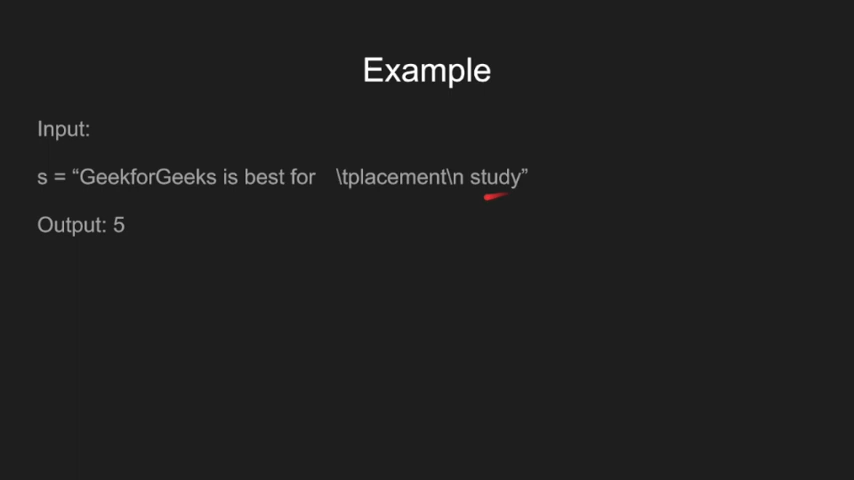 Example
Input:
s = “GeekforGeeks is best for    \tplacement\n study”
Output: 5